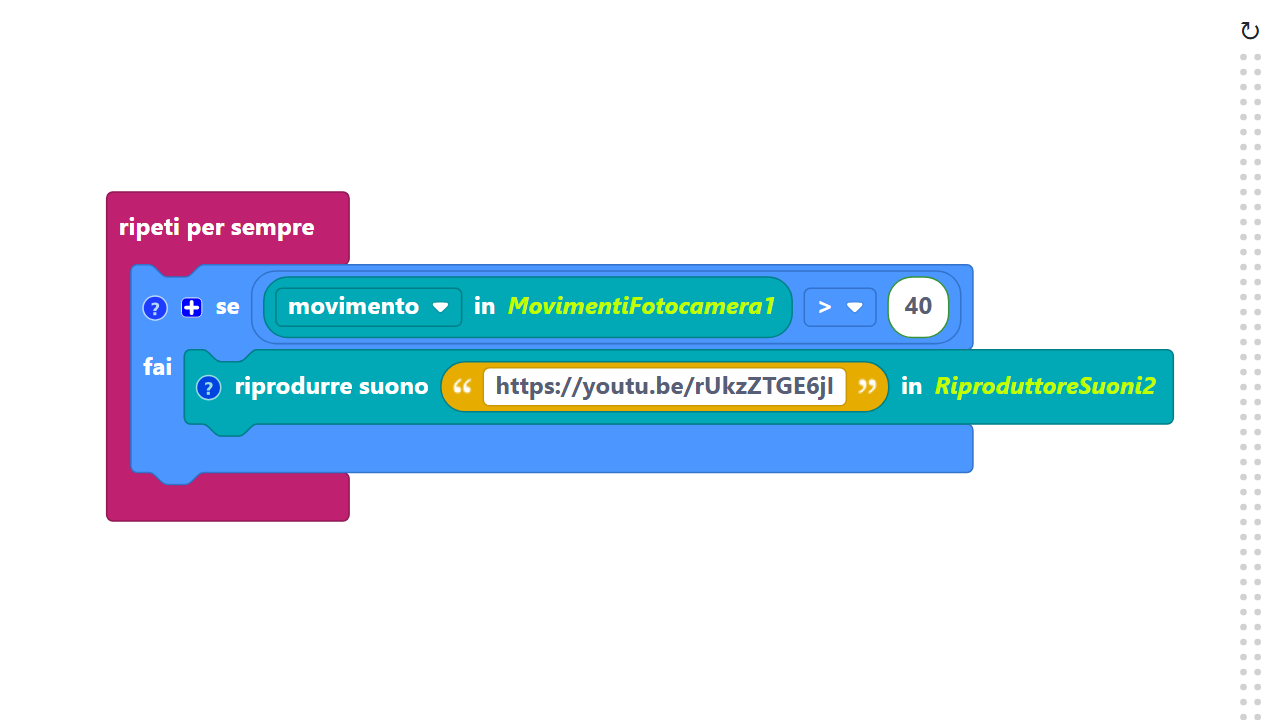 ripeti per sempre
? + se movimento in MovimentiFotocamera1 > 40
fai ? riprodurre suono “ https://youtu.be/rUkzZTGE6jI ” in RiproduttoreSuoni2